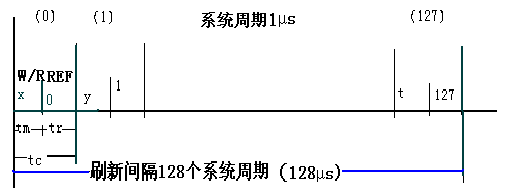 (0) (1) 系统周期1μs (127)
W/R REF
x 0 y 1 t 127
tm tr
tc
刷新间隔128个系统周期 (128μs)